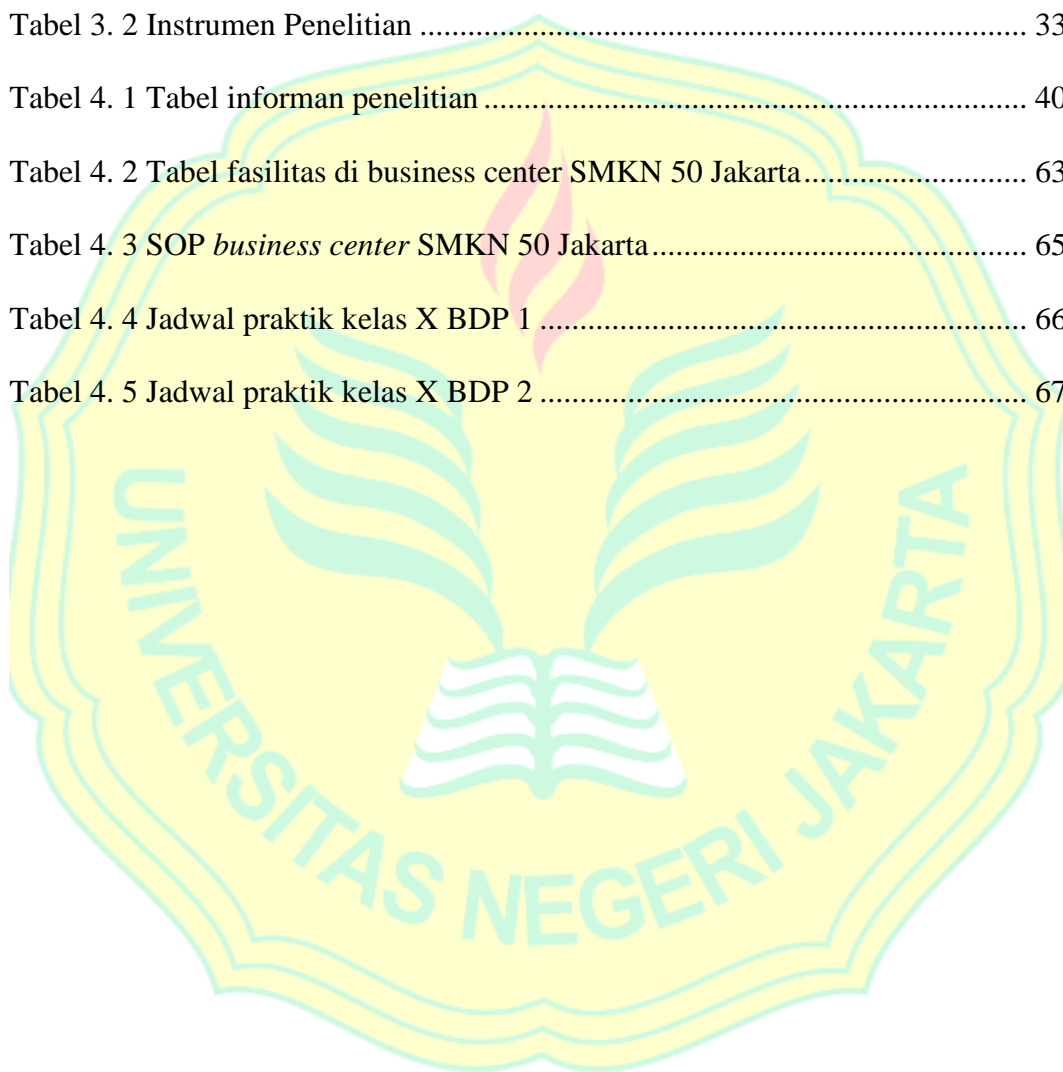 Tabel 3. 2 Instrumen Penelitian ........................................................................ 33
Tabel 4. 1 Tabel informan penelitian ................................................................ 40
Tabel 4. 2 Tabel fasilitas di business center SMKN 50 Jakarta .......................... 63
Tabel 4. 3 SOP business center SMKN 50 Jakarta ............................................ 65
Tabel 4. 4 Jadwal praktik kelas X BDP 1 .......................................................... 66
Tabel 4. 5 Jadwal praktik kelas X BDP 2 .......................................................... 67
UNIVERSITAS NEGERI JAKARTA